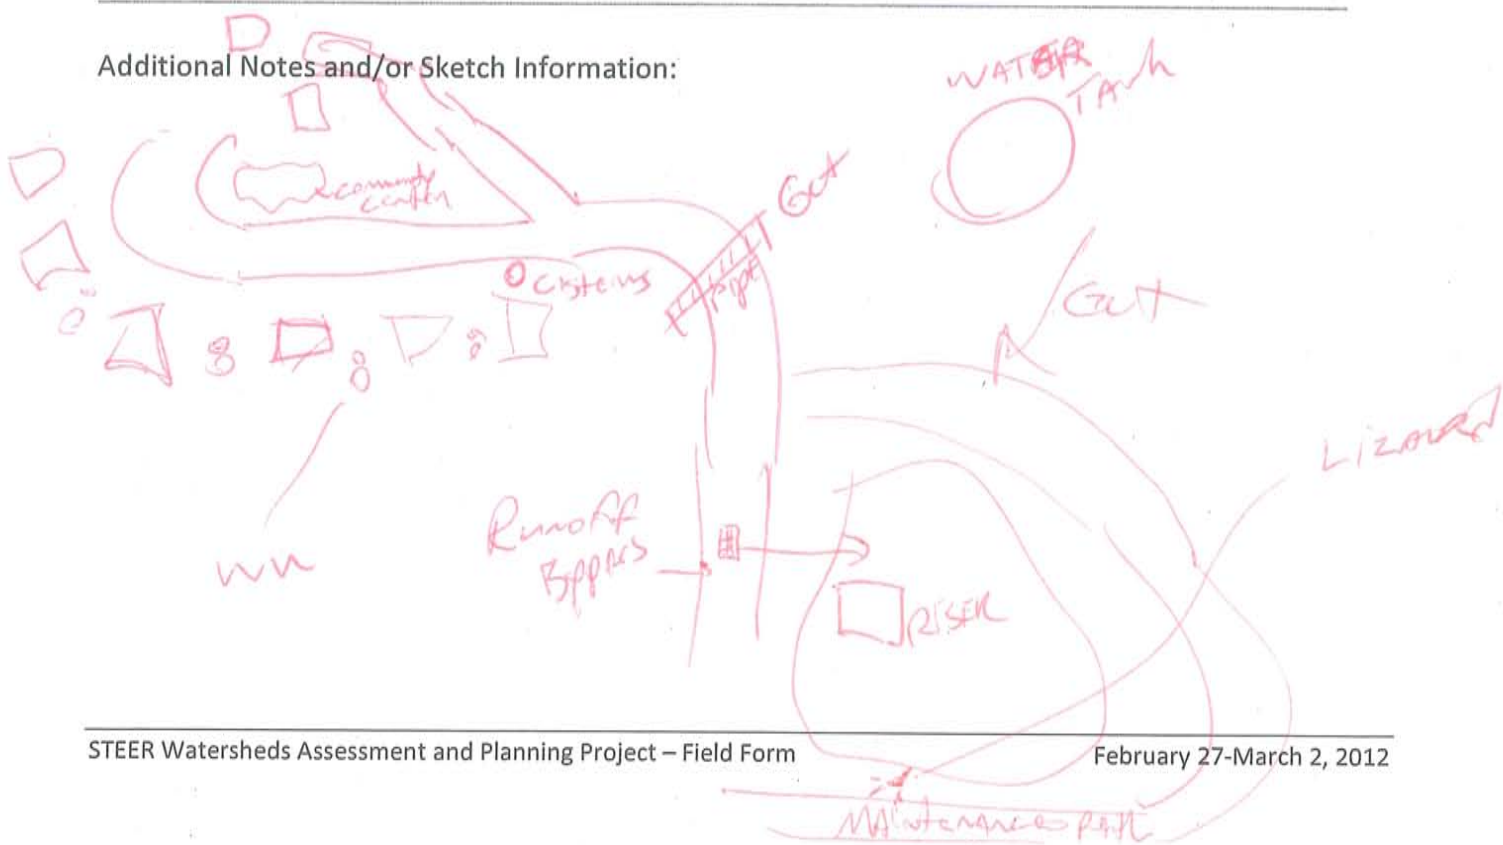 Additional Notes and/or Sketch Information:
WATER
TANK
Gut
community
center
cisterns
pipe
Gut
LIZARD
Runoff
RISER
STEER Watersheds Assessment and Planning Project – Field Form
February 27-March 2, 2012
MAintenance path